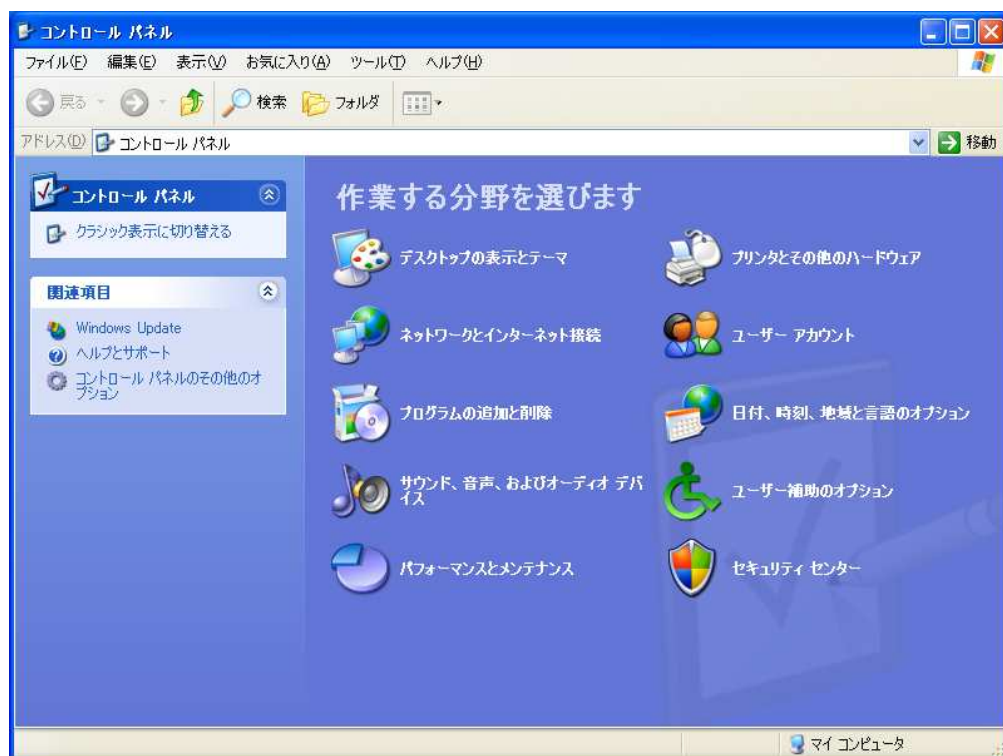 コントロール パネル
ファイル(F) 編集(E) 表示(V) お気に入り(A) ツール(T) ヘルプ(H)
戻る 検索 フォルダ
アドレス(D) コントロール パネル 移動
コントロール パネル
クラシック表示に切り替える
関連項目
Windows Update
ヘルプとサポート
コントロール パネルのその他のオ
プション
作業する分野を選びます
デスクトップの表示とテーマ
プリンタとその他のハードウェア
ネットワークとインターネット接続
ユーザー アカウント
プログラムの追加と削除
日付、時刻、地域と言語のオプション
サウンド、音声、およびオーディオ デバ
イス
ユーザー補助のオプション
パフォーマンスとメンテナンス
セキュリティ センター
マイ コンピュータ